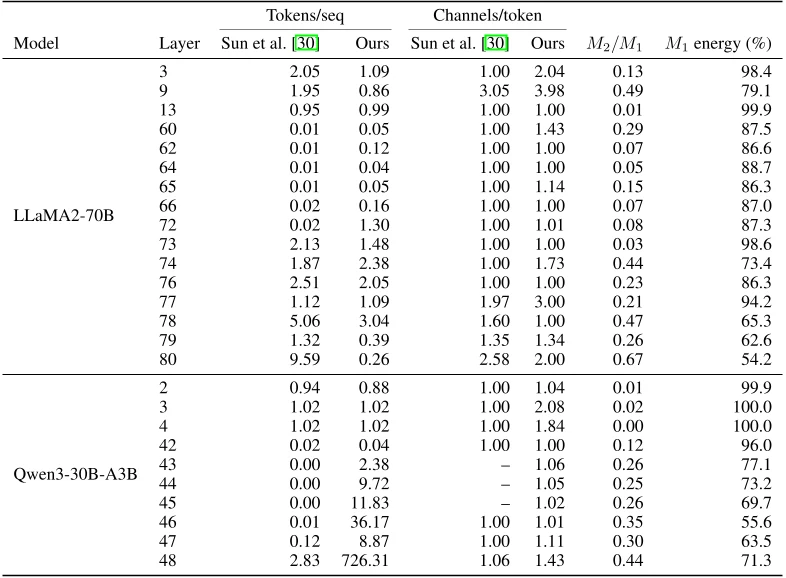 Tokens/seq Channels/token
Model Layer Sun et al. [30] Ours Sun et al. [30] Ours M₂/M₁ M₁ energy (%)
LLaMA2-70B
3 2.05 1.09 1.00 2.04 0.13 98.4
9 1.95 0.86 3.05 3.98 0.49 79.1
13 0.95 0.99 1.00 1.00 0.01 99.9
60 0.01 0.05 1.00 1.43 0.29 87.5
62 0.01 0.12 1.00 1.00 0.07 86.6
64 0.01 0.04 1.00 1.00 0.05 88.7
65 0.01 0.05 1.00 1.14 0.15 86.3
66 0.02 0.16 1.00 1.00 0.07 87.0
72 0.02 1.30 1.00 1.01 0.08 87.3
73 2.13 1.48 1.00 1.00 0.03 98.6
74 1.87 2.38 1.00 1.73 0.44 73.4
76 2.51 2.05 1.00 1.00 0.23 86.3
77 1.12 1.09 1.97 3.00 0.21 94.2
78 5.06 3.04 1.60 1.00 0.47 65.3
79 1.32 0.39 1.35 1.34 0.26 62.6
80 9.59 0.26 2.58 2.00 0.67 54.2
Qwen3-30B-A3B
2 0.94 0.88 1.00 1.04 0.01 99.9
3 1.02 1.02 1.00 2.08 0.02 100.0
4 1.02 1.02 1.00 1.84 0.00 100.0
42 0.02 0.04 1.00 1.00 0.12 96.0
43 0.00 2.38 – 1.06 0.26 77.1
44 0.00 9.72 – 1.05 0.25 73.2
45 0.00 11.83 – 1.02 0.26 69.7
46 0.01 36.17 1.00 1.01 0.35 55.6
47 0.12 8.87 1.00 1.11 0.30 63.5
48 2.83 726.31 1.06 1.43 0.44 71.3